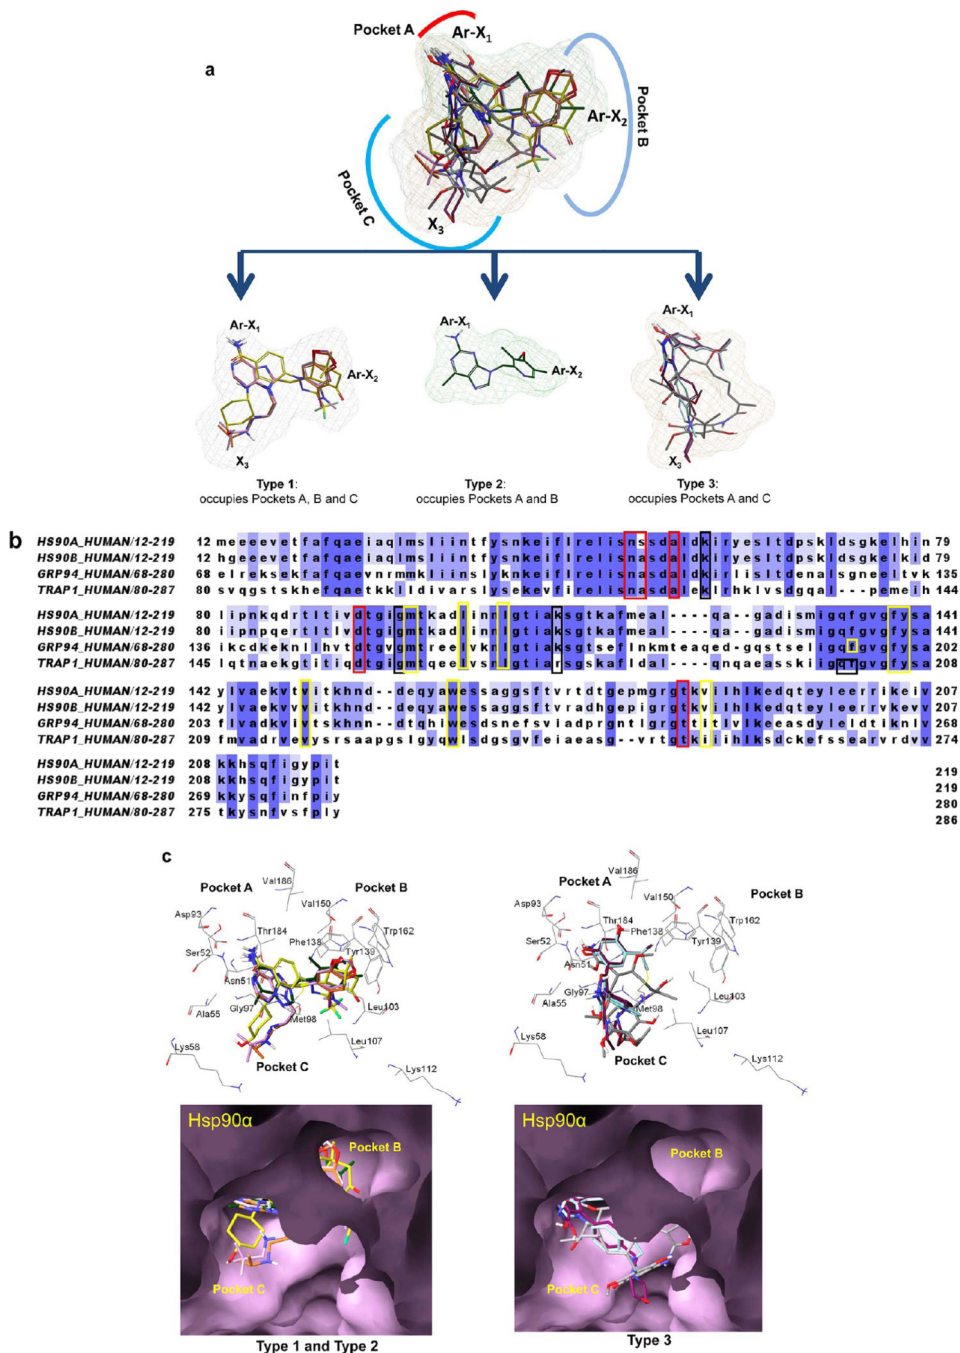 Pocket A
Ar-X1
a
Ar-X2
Pocket B
Pocket C
X3
Ar-X1
Ar-X2
X3
Type 1:
occupies Pockets A, B and C
Ar-X1
Ar-X2
Type 2:
occupies Pockets A and B
Ar-X1
X3
Type 3:
occupies Pockets A and C
b
HS90A_HUMAN/12-219 12 meeevetfafqaeiaqlmsliintfysnkeiflrelisnssdaldkiryesltdpskldsgkelhin 79
HS90B_HUMAN/12-219 12 hgeeevetfafqaeiaqlmsliintfysnkeiflrelisnasdaldkiryesltdpskldsgkelkid 79
GRP94_HUMAN/68-280 68 elreksekfafqaevnrmmkliinslyknkeiflrelisnasdaldkirlisltdenalsgneeltvk 135
TRAP1_HUMAN/80-287 80 svqgstskhefqaetkklldivarslysekevfirelisnasdaleklrhklvsdgqa---lpemeih 144
HS90A_HUMAN/12-219 80 lipnkqdrtltivdtgigmtkadlinnlgtiaksgtkafmeal----qa-gadismigqfgvgfysa 141
HS90B_HUMAN/12-219 80 iipnpqertltlvdtgigmtkadlinnlgtiaksgtkafmeal----qa-gadismigqfgvgfysa 141
GRP94_HUMAN/68-280 136 ikcdkeknllhvtdtgvgmtreelvknlgtiaksgtseflnkmteaqedgqstseligqfgvgfysa 202
TRAP1_HUMAN/80-287 145 lqtnaekgtitiqdtgigmtqeelvsnlgtiarsgskafldal---qnqaeasskiigqfgvgfysa 208
HS90A_HUMAN/12-219 142 ylvaekvtvitkhnd--deqyawessaggsftvrtdtgepmgrgtkvilhlkedqteyleerrikeiv 207
HS90B_HUMAN/12-219 142 ylvaekvvvitkhnd--deqyawessaggsftvradhgepigrgtkvilhlkedqteyleerrvkevv 207
GRP94_HUMAN/68-280 203 flvadkvivtskhnn--dtqhiwesdsnefsviadprgntlgrgttitlvlkeeasdyleldtiknlv 268
TRAP1_HUMAN/80-287 209 fmvadrvevysrsaapgslgyqwlsdgsgvfeiaeasg--vrtgtkiiihlksdckefssearvrdvv 274
HS90A_HUMAN/12-219 208 kkhsqfigypit 219
HS90B_HUMAN/12-219 208 kkhsqfigypit 219
GRP94_HUMAN/68-280 269 kkysqfinfpiy 280
TRAP1_HUMAN/80-287 275 tkysnfvsfply 286
c
Pocket A
Val186
Pocket B
Val150
Asp93
Trp162
Thr184
Ser52
Phe138
Tyr139
Asn51
Gly97
Leu103
Ala55
Met98
Leu107
Lys58
Pocket C
Lys112
Pocket A
Val186
Pocket B
Val150
Asp93
Trp162
Thr184
Ser52
Phe138
Tyr139
Asn51
Gly97
Leu103
Ala55
Met98
Leu107
Lys58
Pocket C
Lys112
Hsp90α
Pocket B
Pocket C
Type 1 and Type 2
Hsp90α
Pocket B
Pocket C
Type 3